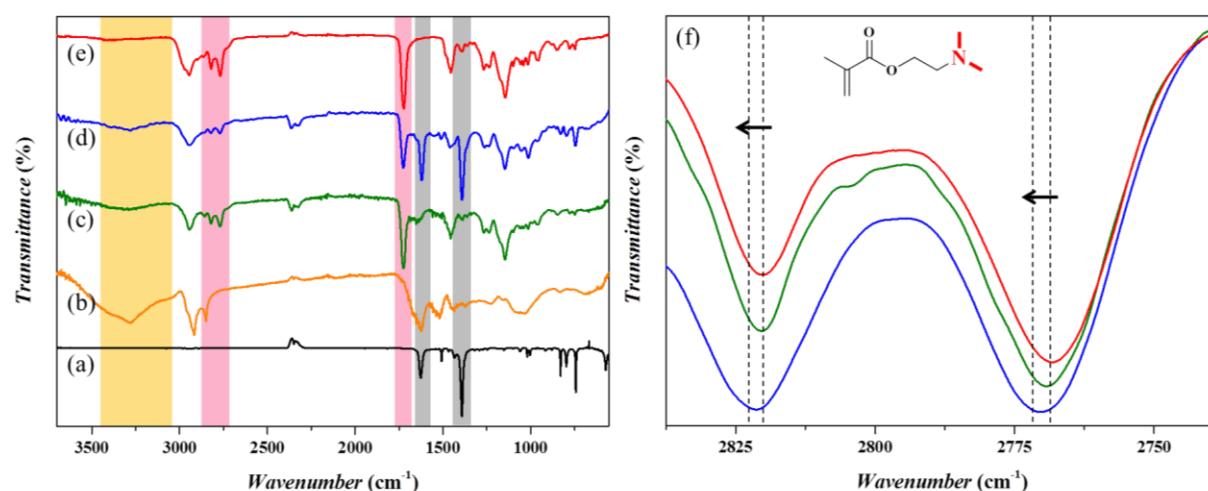 (e)
(d)
(c)
(b)
(a)
Transmittance (%)
3500 3000 2500 2000 1500 1000
Wavenumber (cm⁻¹)
(f)
O
O
N
Transmittance (%)
2825 2800 2775 2750
Wavenumber (cm⁻¹)